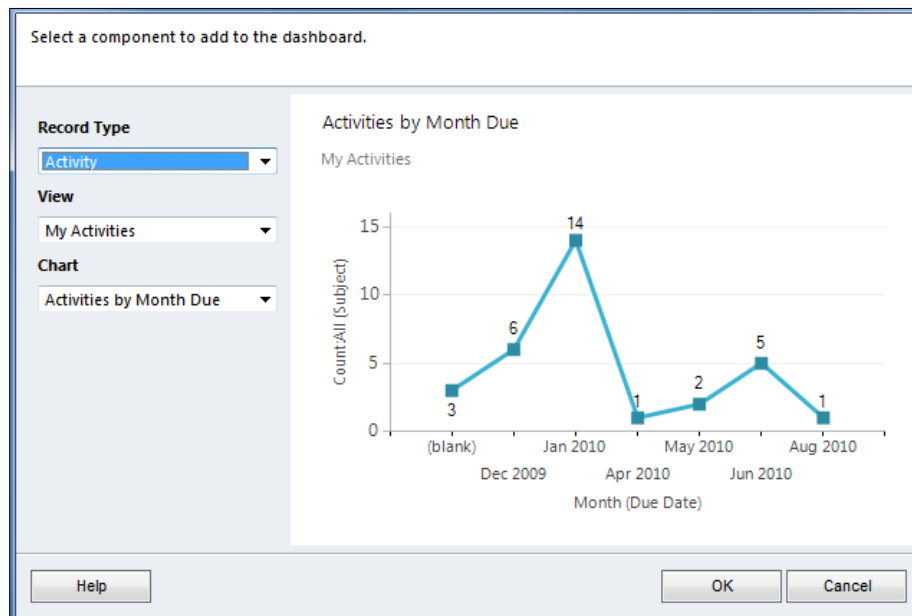 Select a component to add to the dashboard.
Record Type
Activity
View
My Activities
Chart
Activities by Month Due
Activities by Month Due
My Activities
Count:All (Subject)
15
10
5
0
3
6
14
1
2
5
1
(blank)
Dec 2009
Jan 2010
Apr 2010
May 2010
Jun 2010
Aug 2010
Month (Due Date)
Help
OK
Cancel